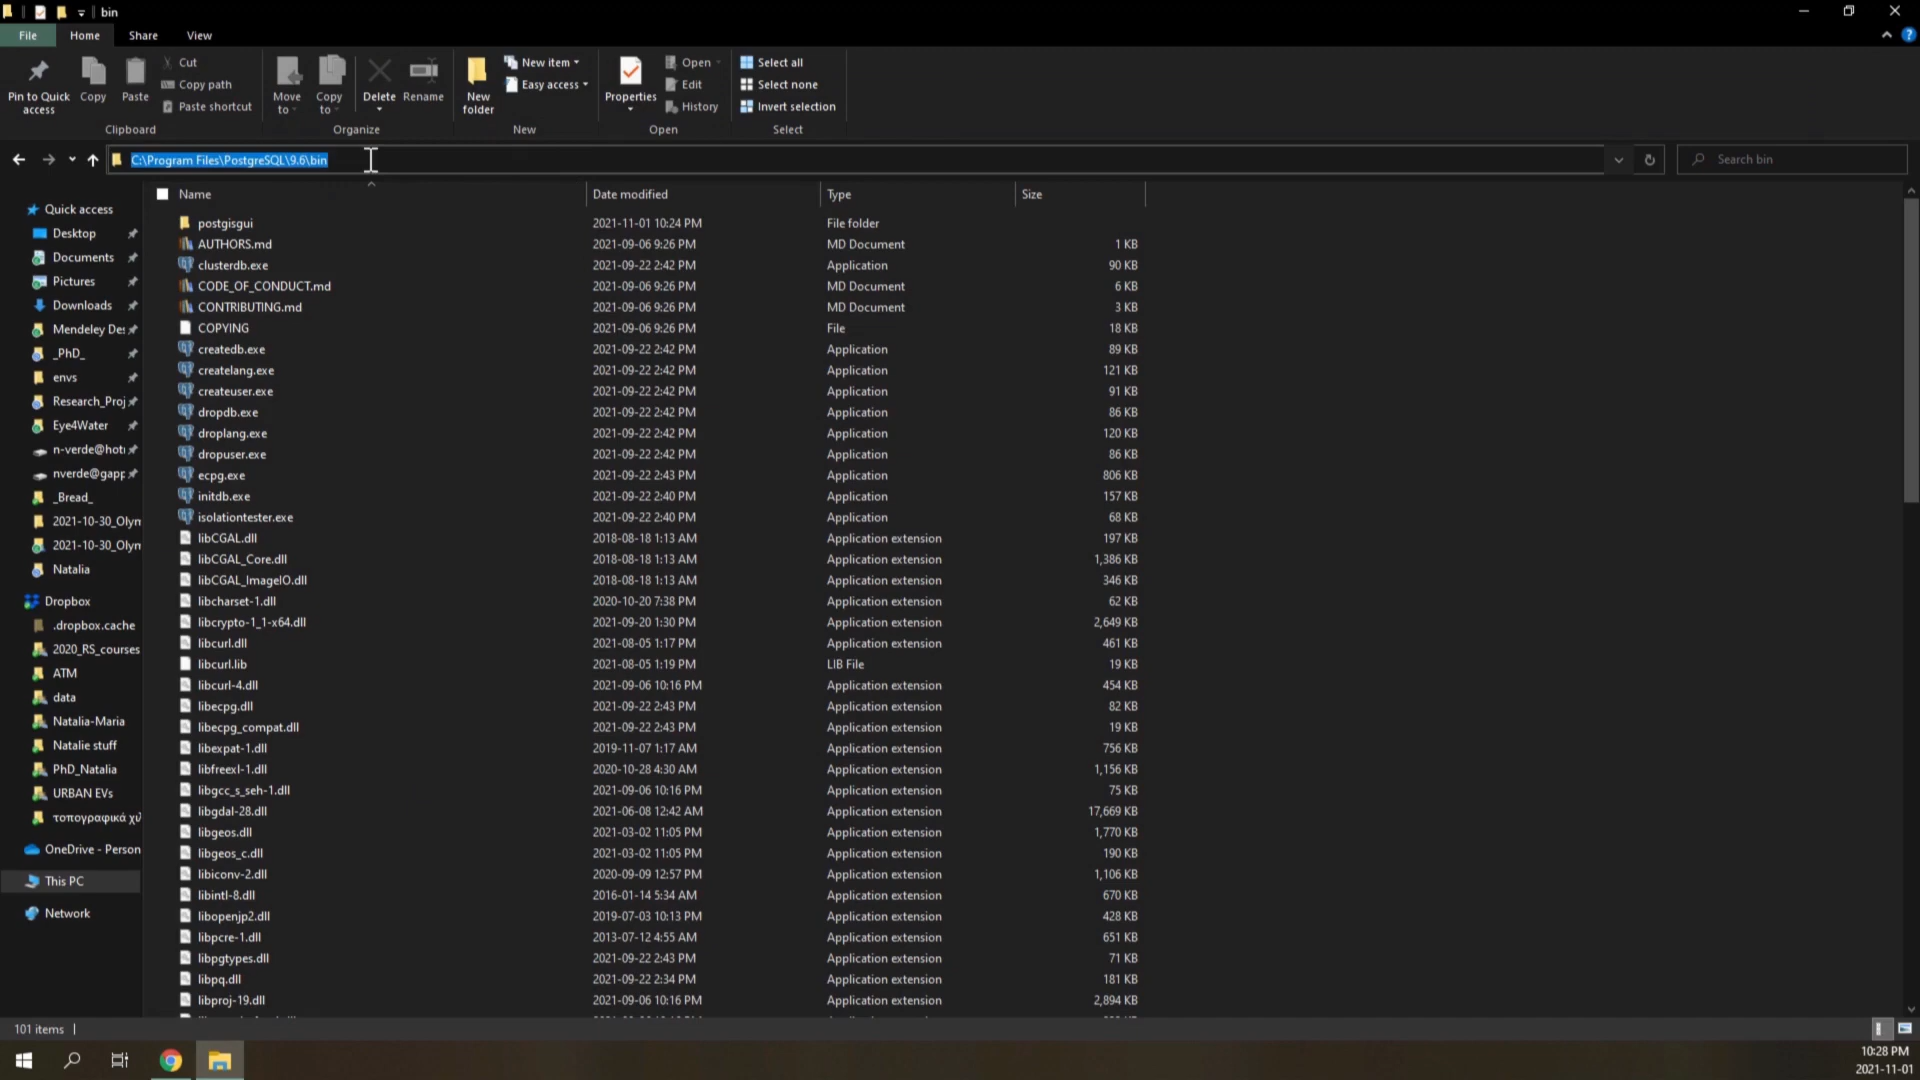 bin
File Home Share View
Pin to Quick access
Copy
Paste
Cut
Copy path
Paste shortcut
Clipboard
Move to
Copy to
Delete
Rename
Organize
New folder
New item
Easy access
New
Properties
Open
Edit
History
Open
Select all
Select none
Invert selection
Select
C:\Program Files\PostgreSQL\9.6\bin
Search bin
Quick access
Desktop
Documents
Pictures
Downloads
Mendeley De
_PhD_
envs
Research_Proj
Eye4Water
n-verde@hot
nverde@gap
_Bread_
2021-10-30_Olyn
2021-10-30_Olyn
Natalia
Dropbox
.dropbox.cache
2020_RS_courses
ATM
data
Natalia-Maria
Natalie stuff
PhD_Natalia
URBAN EVs
τοπογραφικά χι
OneDrive - Person
This PC
Network
Name Date modified Type Size
postgisgui 2021-11-01 10:24 PM File folder
AUTHORS.md 2021-09-06 9:26 PM MD Document 1 KB
clusterdb.exe 2021-09-22 2:42 PM Application 90 KB
CODE_OF_CONDUCT.md 2021-09-06 9:26 PM MD Document 6 KB
CONTRIBUTING.md 2021-09-06 9:26 PM MD Document 3 KB
COPYING 2021-09-06 9:26 PM File 18 KB
createdb.exe 2021-09-22 2:42 PM Application 89 KB
createlang.exe 2021-09-22 2:42 PM Application 121 KB
createuser.exe 2021-09-22 2:42 PM Application 91 KB
dropdb.exe 2021-09-22 2:42 PM Application 86 KB
droplang.exe 2021-09-22 2:42 PM Application 120 KB
dropuser.exe 2021-09-22 2:42 PM Application 86 KB
ecpg.exe 2021-09-22 2:43 PM Application 806 KB
initdb.exe 2021-09-22 2:40 PM Application 157 KB
isolationtester.exe 2021-09-22 2:40 PM Application 68 KB
libCGAL.dll 2018-08-18 1:13 AM Application extension 197 KB
libCGAL_Core.dll 2018-08-18 1:13 AM Application extension 1,386 KB
libCGAL_ImageIO.dll 2018-08-18 1:13 AM Application extension 346 KB
libcharset-1.dll 2020-10-20 7:38 PM Application extension 62 KB
libcrypto-1_1-x64.dll 2021-09-20 1:30 PM Application extension 2,649 KB
libcurl.dll 2021-08-05 1:17 PM Application extension 461 KB
libcurl.lib 2021-08-05 1:19 PM LIB File 19 KB
libcurl-4.dll 2021-09-06 10:16 PM Application extension 454 KB
libecpg.dll 2021-09-22 2:43 PM Application extension 82 KB
libecpg_compat.dll 2021-09-22 2:43 PM Application extension 19 KB
libexpat-1.dll 2019-11-07 1:17 AM Application extension 756 KB
libfreexl-1.dll 2020-10-28 4:30 AM Application extension 1,156 KB
libgcc_s_seh-1.dll 2021-09-06 10:16 PM Application extension 75 KB
libgdal-28.dll 2021-06-08 12:42 AM Application extension 17,669 KB
libgeos.dll 2021-03-02 11:05 PM Application extension 1,770 KB
libgeos_c.dll 2021-03-02 11:05 PM Application extension 190 KB
libiconv-2.dll 2020-09-09 12:57 PM Application extension 1,106 KB
libintl-8.dll 2016-01-14 5:34 AM Application extension 670 KB
libopenjp2.dll 2019-07-03 10:13 PM Application extension 428 KB
libpcre-1.dll 2013-07-12 4:55 AM Application extension 651 KB
libpgtypes.dll 2021-09-22 2:43 PM Application extension 71 KB
libpq.dll 2021-09-22 2:34 PM Application extension 181 KB
libproj-19.dll 2021-09-06 10:16 PM Application extension 2,894 KB
101 items
10:28 PM
2021-11-01